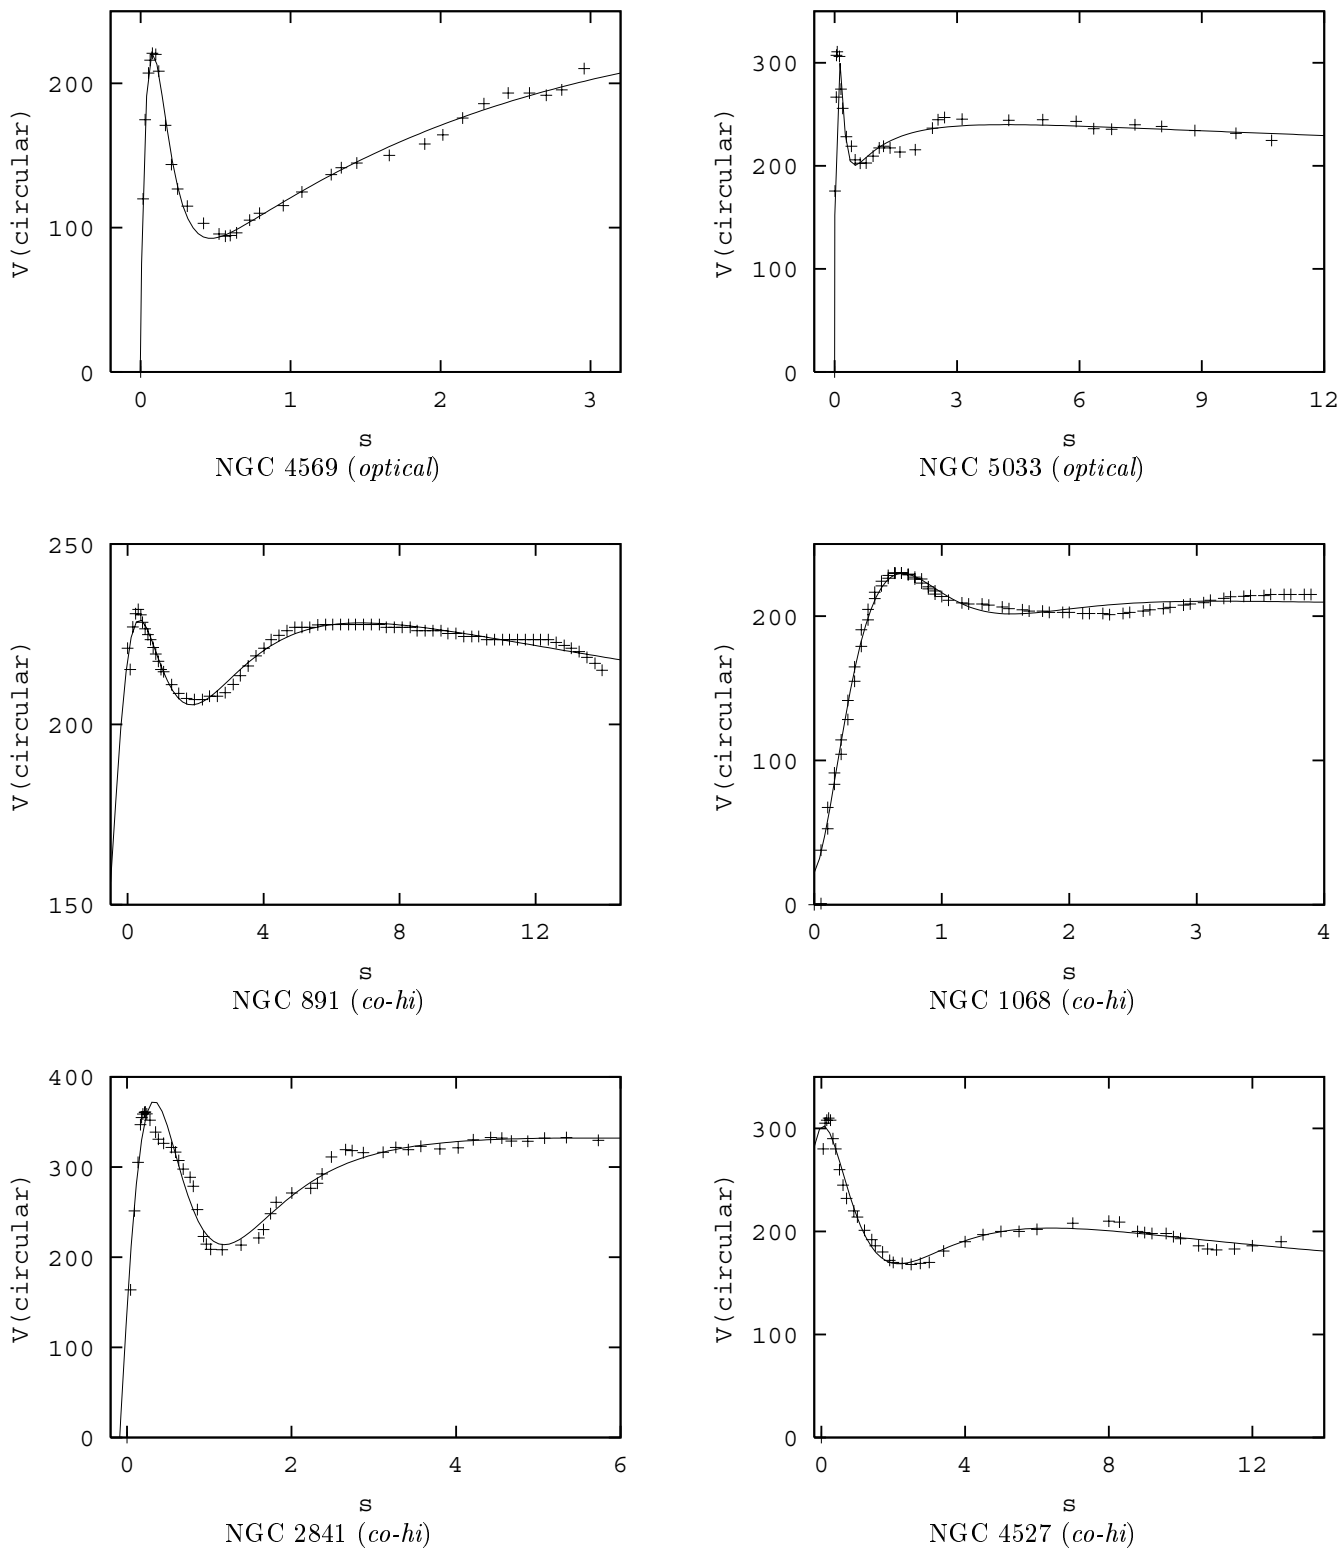 200
100
0
V(circular)
0 1 2 3
s
NGC 4569 (optical)
300
200
100
0
V(circular)
0 3 6 9 12
s
NGC 5033 (optical)
250
200
150
V(circular)
0 4 8 12
s
NGC 891 (co-hi)
200
100
0
V(circular)
0 1 2 3 4
s
NGC 1068 (co-hi)
400
300
200
100
0
V(circular)
0 2 4 6
s
NGC 2841 (co-hi)
300
200
100
0
V(circular)
0 4 8 12
s
NGC 4527 (co-hi)